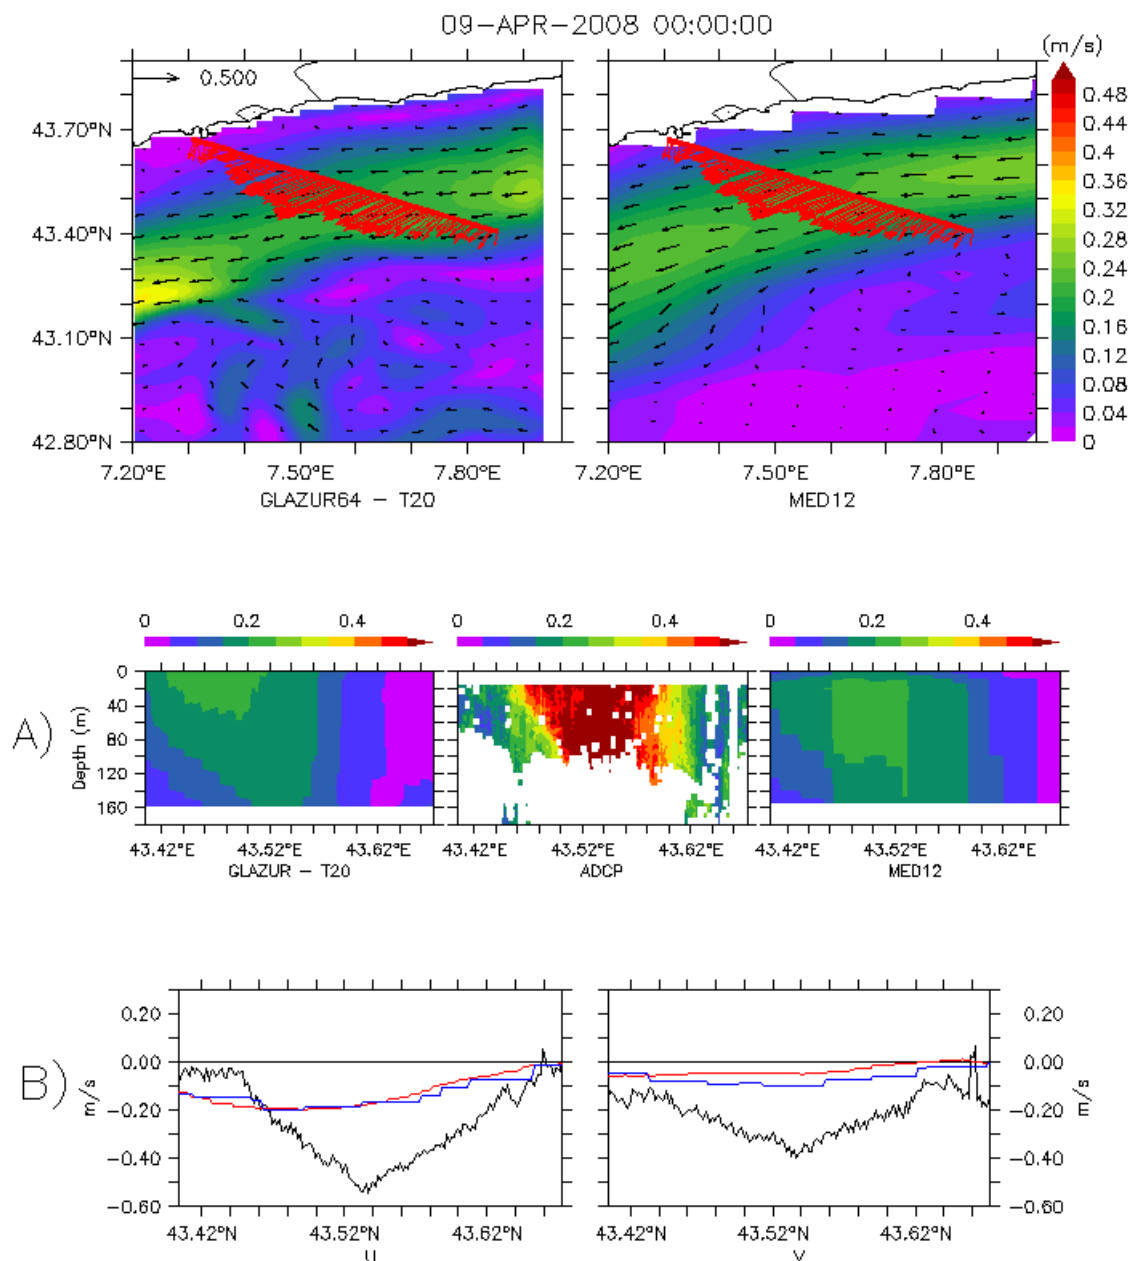 09-APR-2008 00:00:00
(m/s)
0.500
43.70°N
43.40°N
43.10°N
42.80°N
7.20°E 7.50°E 7.80°E
GLAZUR64 - T20
7.20°E 7.50°E 7.80°E
MED12
0.48
0.44
0.4
0.36
0.32
0.28
0.24
0.2
0.16
0.12
0.08
0.04
0
0 0.2 0.4
0 0.2 0.4
0 0.2 0.4
A)
Depth (m)
0
40
80
120
160
43.42°E 43.52°E 43.62°E
GLAZUR - T20
43.42°E 43.52°E 43.62°E
ADCP
43.42°E 43.52°E 43.62°E
MED12
B)
m/s
0.20
0.00
-0.20
-0.40
-0.60
43.42°N 43.52°N 43.62°N
U
0.20
0.00
-0.20
-0.40
-0.60
m/s
43.42°N 43.52°N 43.62°N
V